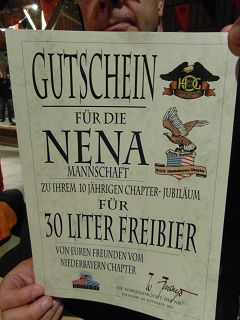 GUTSCHEIN
FÜR DIE
NENA
MANNSCHAFT
ZU IHREM 10 JÄHRIGEN CHAPTER-JUBILÄUM
FÜR
30 LITER FREIBIER
VON EUREN FREUNDEN VOM
NIEDERBAYERN CHAPTER